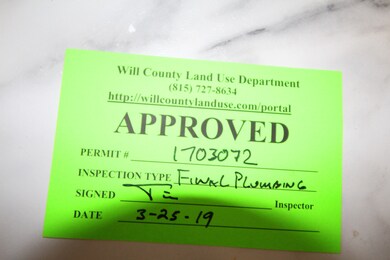 Will County Land Use Department
(815) 727-8634
http://willcountylanduse.com/portal
APPROVED
PERMIT # 1703072
INSPECTION TYPE FINAL PLUMBING
SIGNED Inspector
DATE 3-25-19